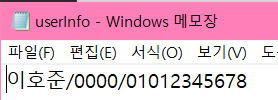 userInfo - Windows 메모장
파일(F) 편집(E) 서식(O) 보기(V)
이호준/0000/01012345678